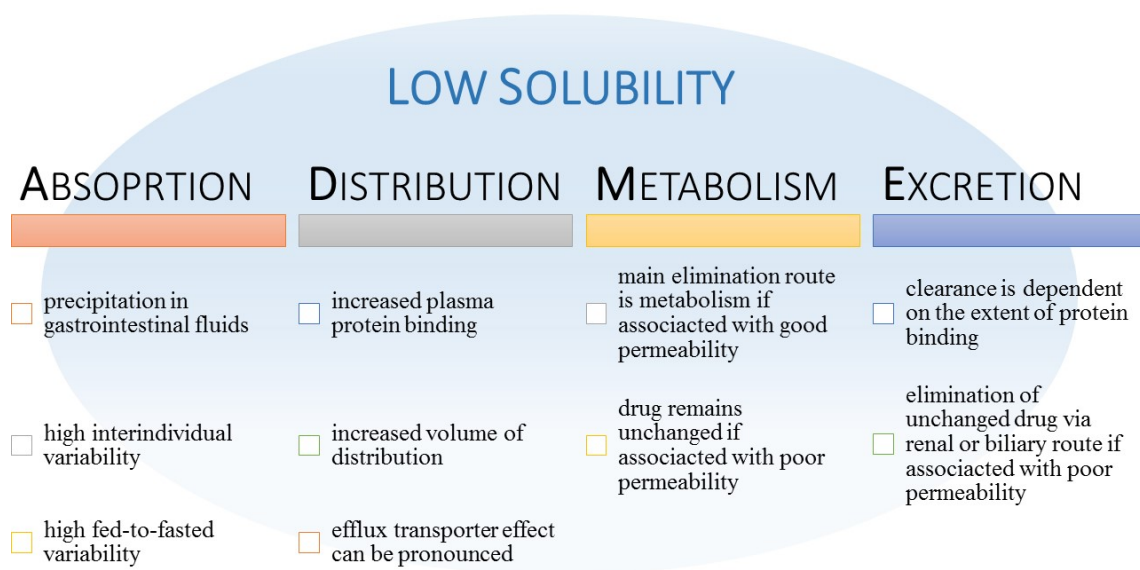 LOW SOLUBILITY
ABSOPRTION
precipitation in
gastrointestinal fluids
high interindividual
variability
high fed-to-fasted
variability
DISTRIBUTION
increased plasma
protein binding
increased volume of
distribution
efflux transporter effect
can be pronounced
METABOLISM
main elimination route
is metabolism if
associacted with good
permeability
drug remains
unchanged if
associacted with poor
permeability
EXCRETION
clearance is dependent
on the extent of protein
binding
elimination of
unchanged drug via
renal or biliary route if
associacted with poor
permeability